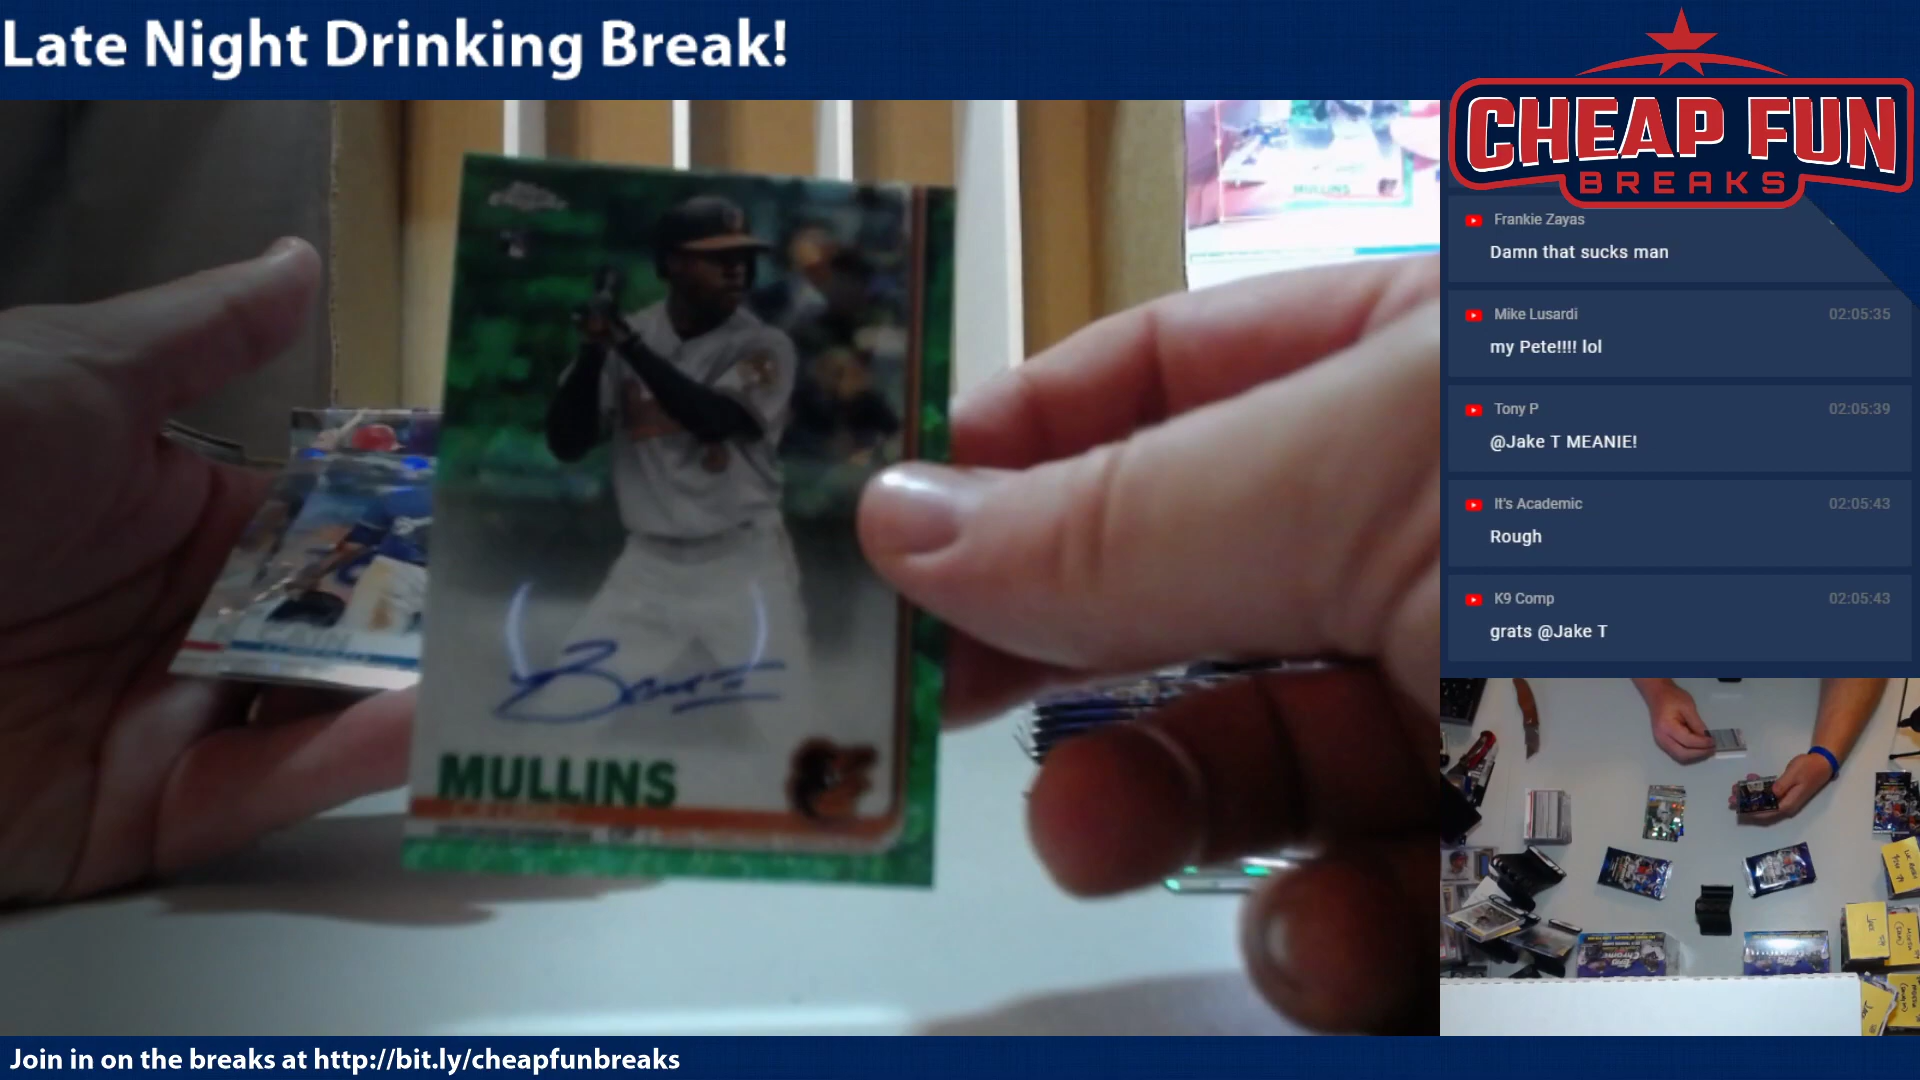 Late Night Drinking Break!
CHEAP FUN
BREAKS
Frankie Zayas
Damn that sucks man
Mike Lusardi 02:05:35
my Pete!!!! lol
Tony P 02:05:39
@Jake T MEANIE!
It's Academic 02:05:43
Rough
K9 Comp 02:05:43
grats @Jake T
MULLINS
MULLINS
Join in on the breaks at http://bit.ly/cheapfunbreaks